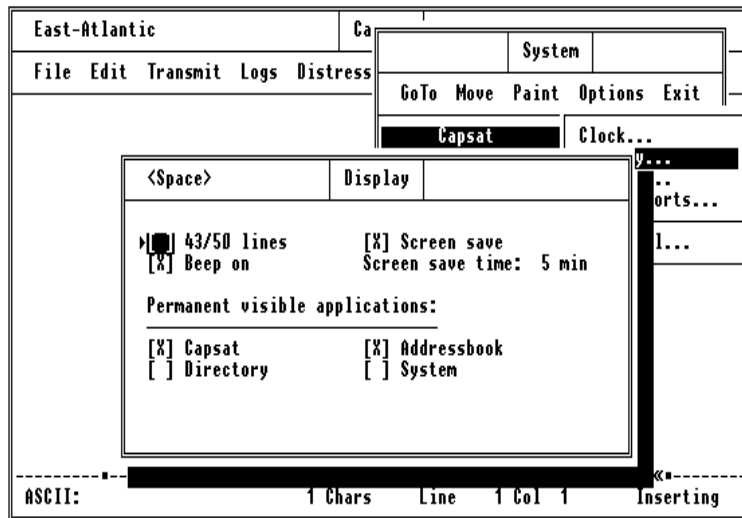 East-Atlantic Ca
File Edit Transmit Logs Distress
System
GoTo Move Paint Options Exit
Capsat
Clock...
y...
..
orts...
l...
<Space> Display
43/50 lines
[X] Beep on
[X] Screen save
Screen save time: 5 min
Permanent visible applications:
[X] Capsat
[ ] Directory
[X] Addressbook
[ ] System
ASCII: 1 Chars Line 1 Col 1 Inserting